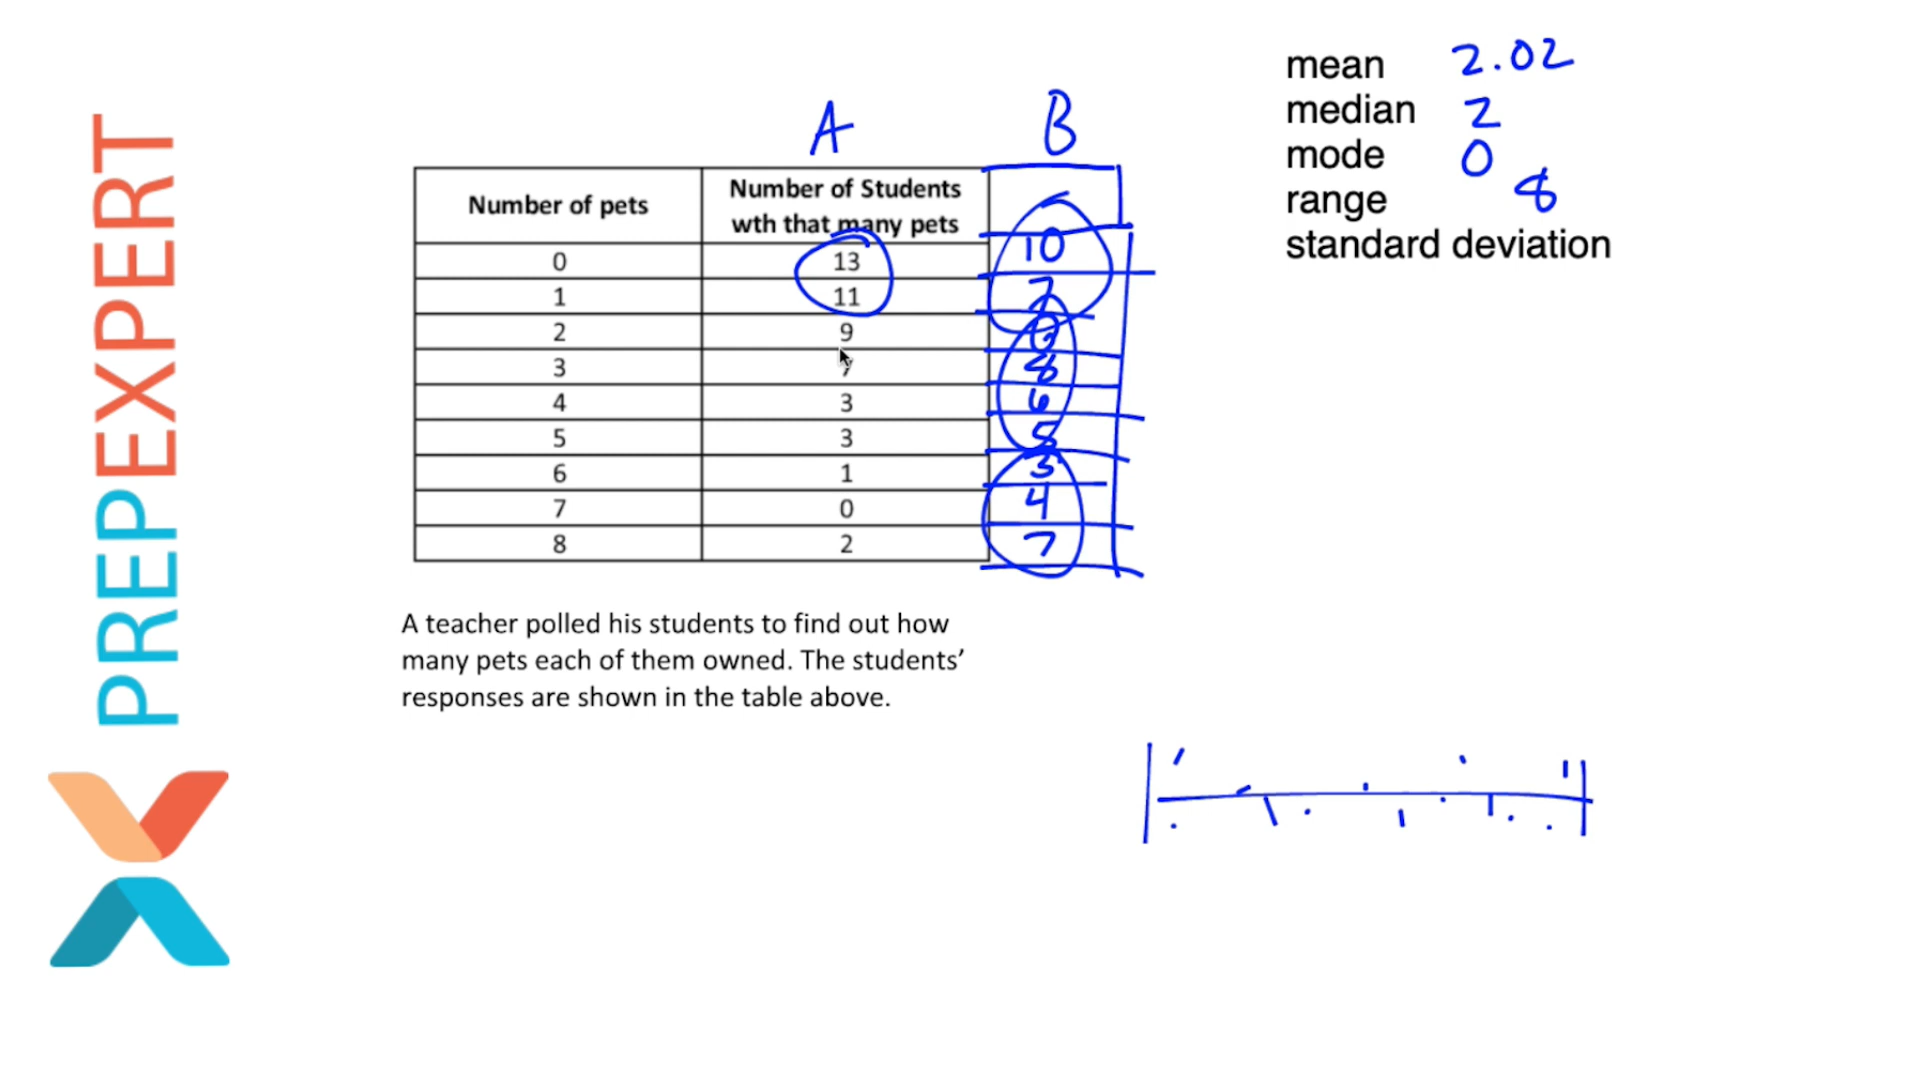 PREPEXPERT
A B
Number of pets Number of Students wth that many pets
0 13 10
1 11 7
2 9
3 7 8
4 3 6
5 3 5
6 1 3
7 0 4
8 2 7
A teacher polled his students to find out how
many pets each of them owned. The students’
responses are shown in the table above.
mean 2.02
median 2
mode 0
range 8
standard deviation